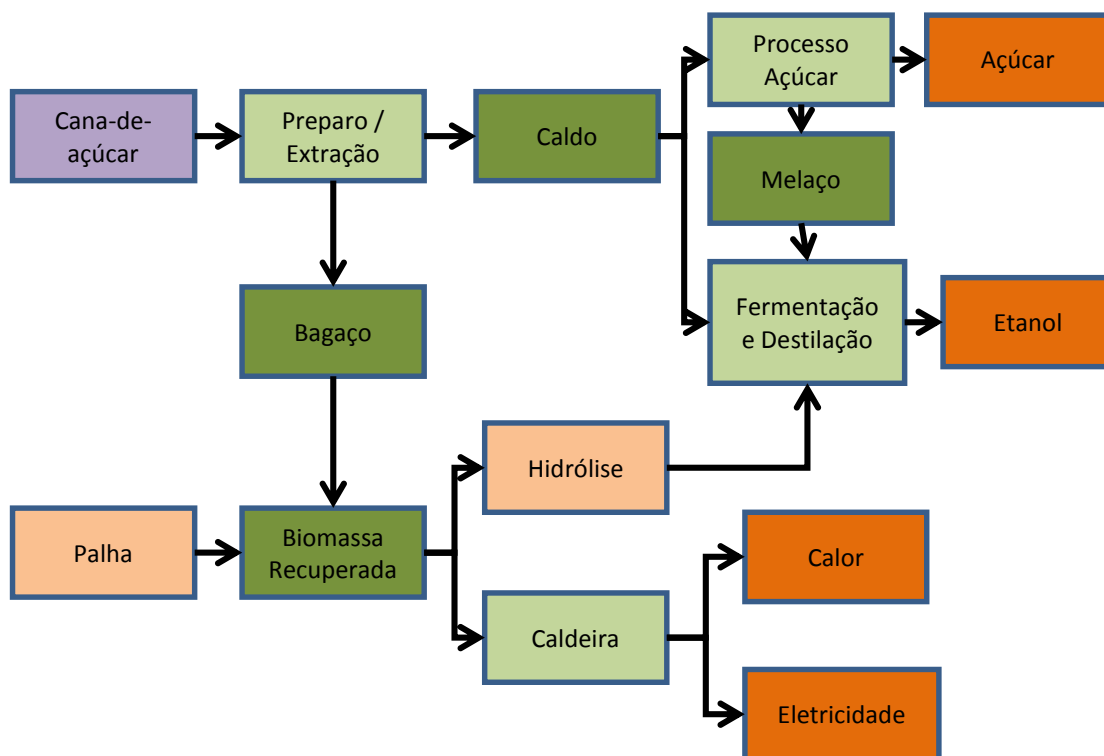 Processo
Açúcar
Açúcar
Cana-de-
açúcar
Preparo /
Extração
Caldo
Melaço
Bagaço
Fermentação
e Destilação
Etanol
Hidrólise
Palha
Biomassa
Recuperada
Calor
Caldeira
Eletricidade